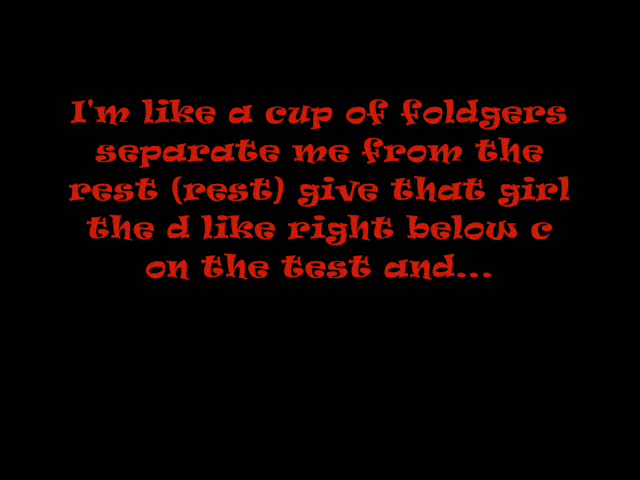 I'm like a cup of foldgers
separate me from the
rest (rest) give that girl
the d like right below c
on the test and...